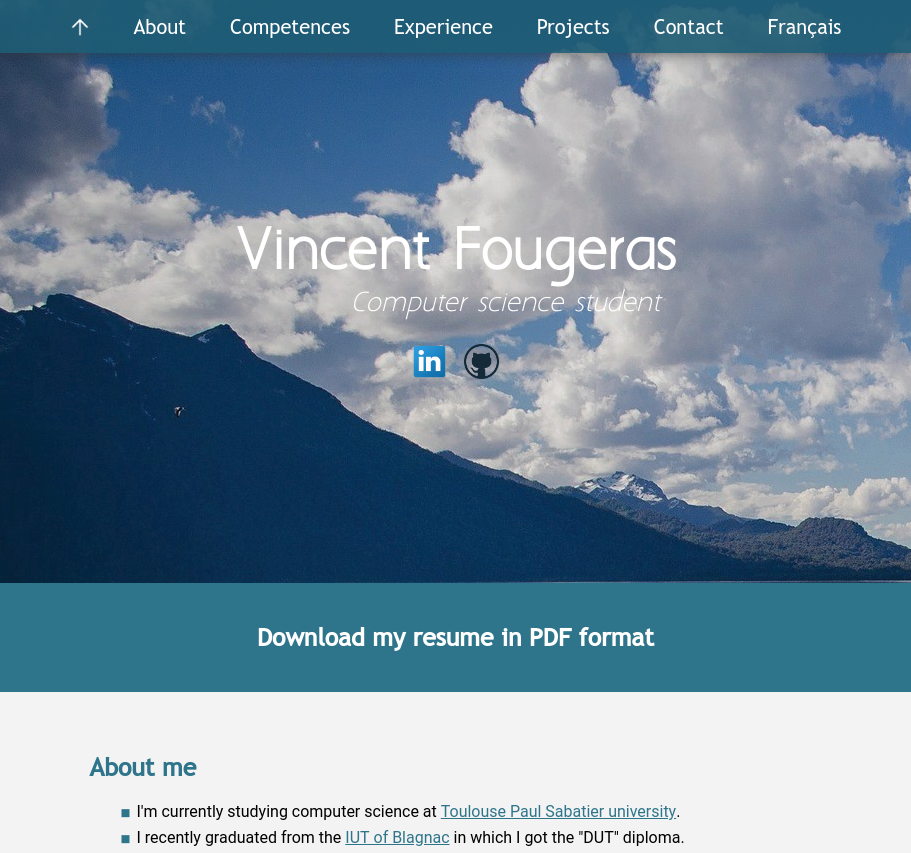 About Competences Experience Projects Contact Français
Vincent Fougeras
Computer science student
in
Download my resume in PDF format
About me
I'm currently studying computer science at Toulouse Paul Sabatier university.
I recently graduated from the IUT of Blagnac in which I got the "DUT" diploma.